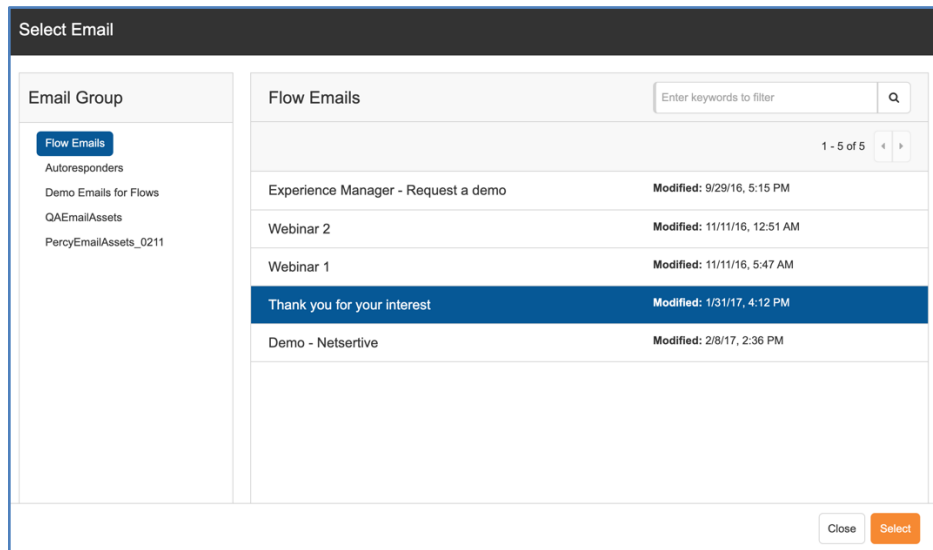 Select Email
Email Group
Flow Emails
Autoresponders
Demo Emails for Flows
QAEmailAssets
PercyEmailAssets_0211
Flow Emails
Enter keywords to filter
1 - 5 of 5
Experience Manager - Request a demo Modified: 9/29/16, 5:15 PM
Webinar 2 Modified: 11/11/16, 12:51 AM
Webinar 1 Modified: 11/11/16, 5:47 AM
Thank you for your interest Modified: 1/31/17, 4:12 PM
Demo - Netsertive Modified: 2/8/17, 2:36 PM
Close Select